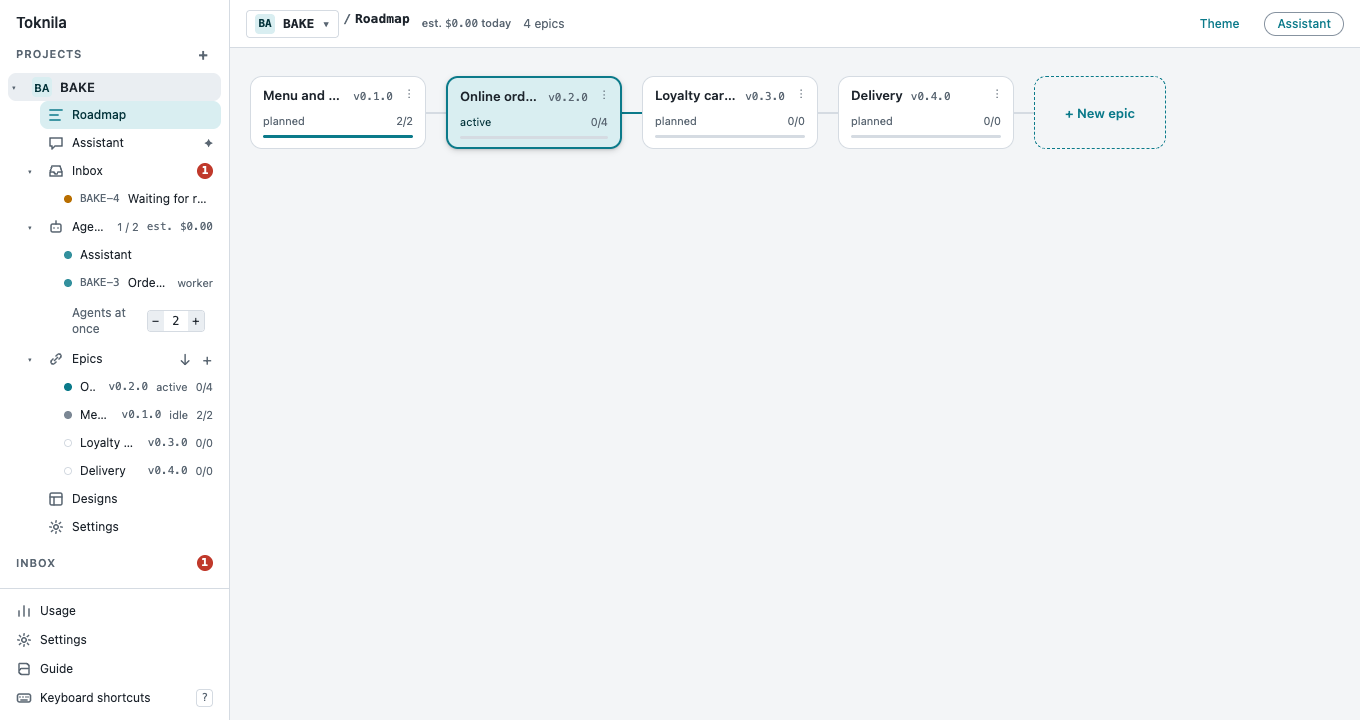 Toknila
PROJECTS +
BA BAKE
Roadmap
Assistant
Inbox 1
BAKE–4 Waiting for r...
Age... 1 / 2 est. $0.00
Assistant
BAKE–3 Orde... worker
Agents at once − 2 +
Epics +
O.. v0.2.0 active 0/4
Me... v0.1.0 idle 2/2
Loyalty ... v0.3.0 0/0
Delivery v0.4.0 0/0
Designs
Settings
INBOX 1
Usage
Settings
Guide
Keyboard shortcuts ?
BA BAKE / Roadmap est. $0.00 today 4 epics Theme Assistant
Menu and ... v0.1.0
planned 2/2
Online ord... v0.2.0
active 0/4
Loyalty car... v0.3.0
planned 0/0
Delivery v0.4.0
planned 0/0
+ New epic